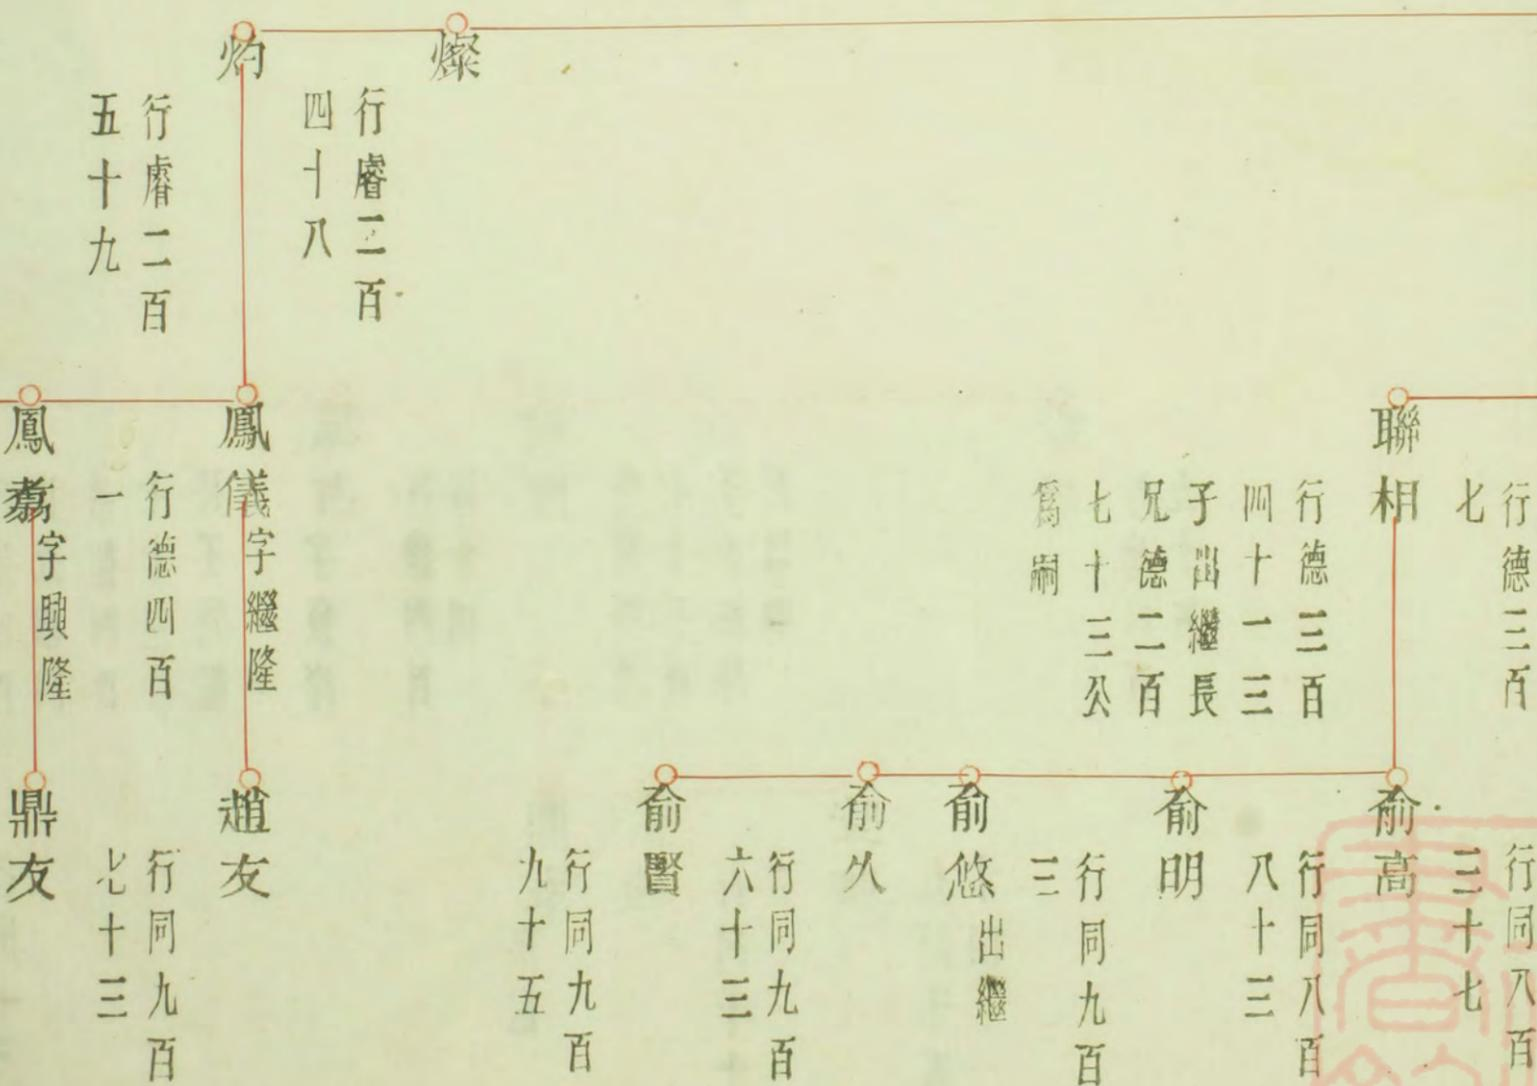 燦
行睿二百
四十八
灼
行睿二百
五十九
行德三百
七
聯相
行德三百
四十一三
子出繼長
兄德二百
七十三公
爲嗣
鳳儀字繼隆
行德四百
一
鳳翥字興隆
行同八百
三十七
俞高
行同八百
八十三
俞明
行同九百
三
俞悠出繼
俞久
行同九百
六十三
俞賢
行同九百
九十五
趙友
行同九百
七十三
鼎友